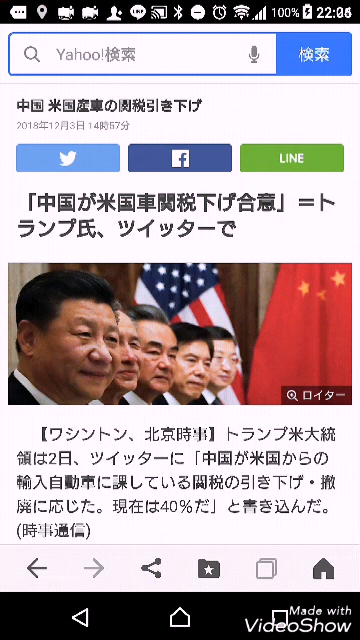 100% 22:05
Yahoo!検索 検索
中国 米国産車の関税引き下げ
2018年12月3日 14時57分
LINE
「中国が米国車関税下げ合意」＝ト
ランプ氏、ツイッターで
ロイター
【ワシントン、北京時事】トランプ米大統
領は2日、ツイッターに「中国が米国からの
輸入自動車に課している関税の引き下げ・撤
廃に応じた。現在は40％だ」と書き込んだ。
(時事通信)
Made with
VideoShow